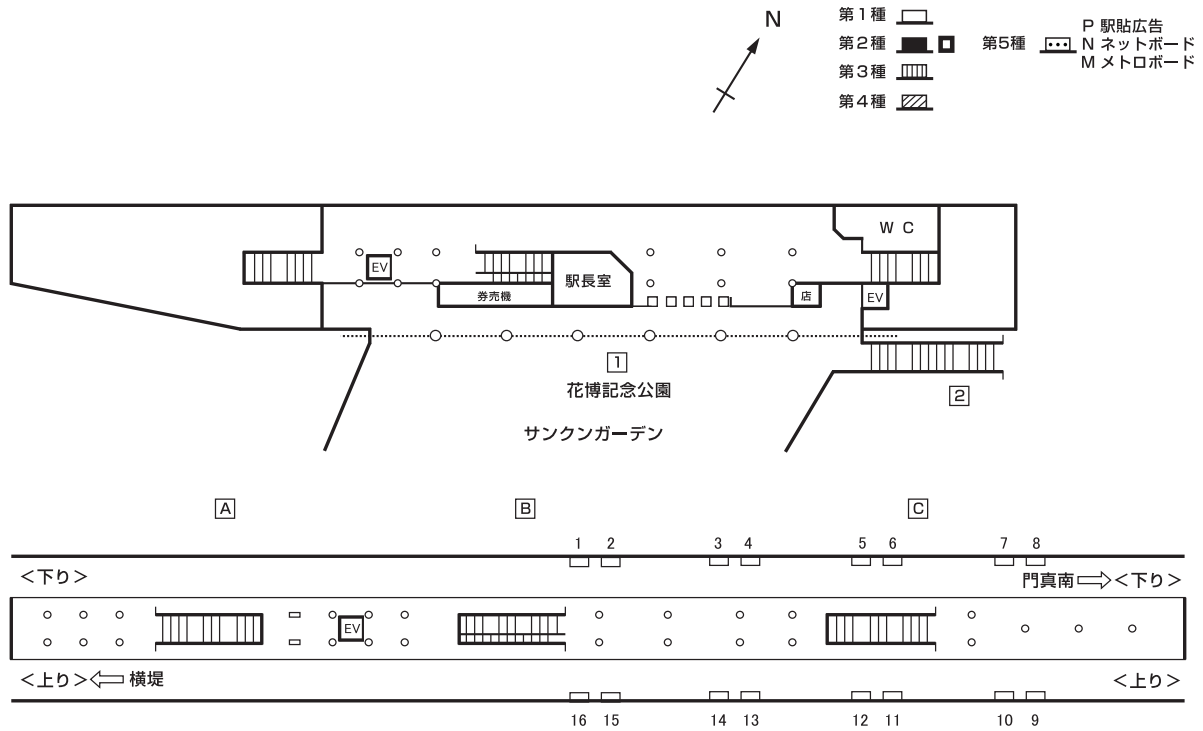 N
第1種
第2種
第3種
第4種
第5種
P 駅貼広告
N ネットボード
M メトロボード
W C
EV
駅長室
券売機
店
EV
1
花博記念公園
2
サンクンガーデン
A
B
C
1 2 3 4 5 6 7 8
<下り>
門真南 <下り>
EV
<上り> 横堤
<上り>
16 15 14 13 12 11 10 9